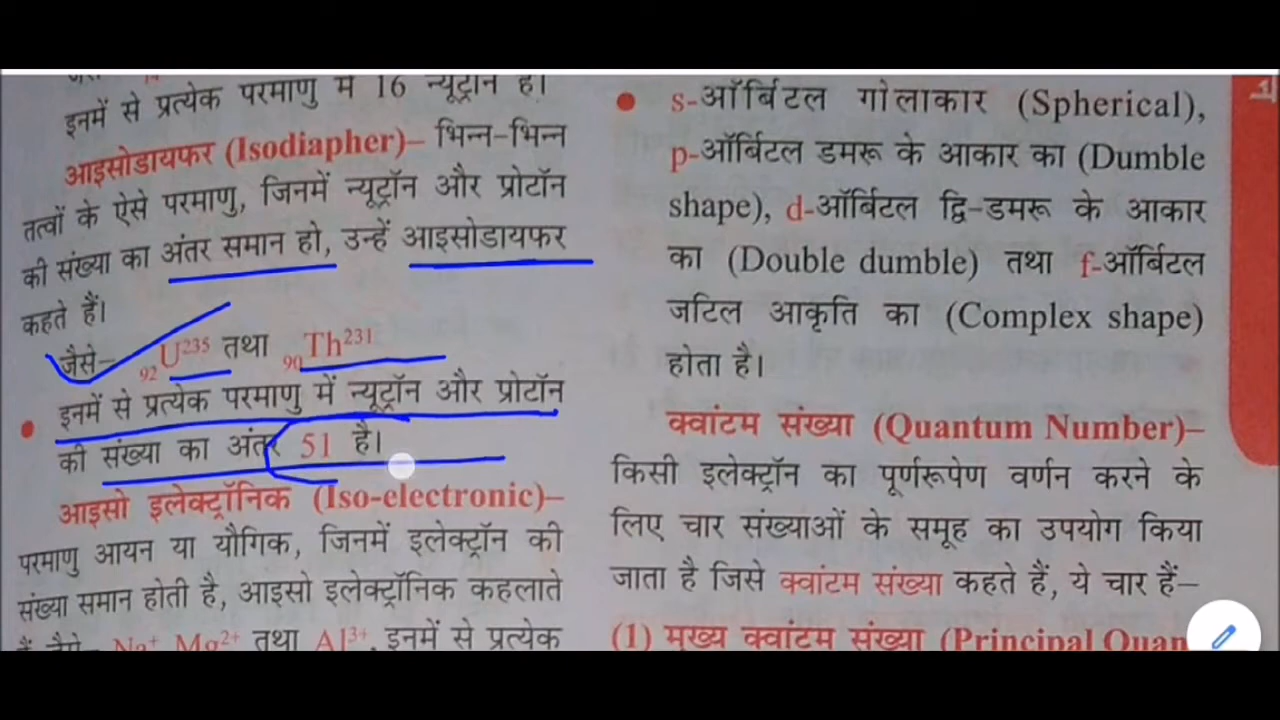 इनमें से प्रत्येक परमाणु में 16 न्यूट्रॉन हैं।
आइसोडायफर (Isodiapher)– भिन्न-भिन्न
तत्वों के ऐसे परमाणु, जिनमें न्यूट्रॉन और प्रोटॉन
की संख्या का अंतर समान हो, उन्हें आइसोडायफर
कहते हैं।
जैसे– ₉₂U²³⁵ तथा ₉₀Th²³¹
इनमें से प्रत्येक परमाणु में न्यूट्रॉन और प्रोटॉन
की संख्या का अंतर 51 है।
आइसो इलेक्ट्रॉनिक (Iso-electronic)–
परमाणु आयन या यौगिक, जिनमें इलेक्ट्रॉन की
संख्या समान होती है, आइसो इलेक्ट्रॉनिक कहलाते
हैं जैसे– Na⁺ Mg²⁺ तथा Al³⁺, इनमें से प्रत्येक
• s-ऑर्बिटल गोलाकार (Spherical),
p-ऑर्बिटल डमरू के आकार का (Dumble
shape), d-ऑर्बिटल द्वि-डमरू के आकार
का (Double dumble) तथा f-ऑर्बिटल
जटिल आकृति का (Complex shape)
होता है।
क्वांटम संख्या (Quantum Number)–
किसी इलेक्ट्रॉन का पूर्णरूपेण वर्णन करने के
लिए चार संख्याओं के समूह का उपयोग किया
जाता है जिसे क्वांटम संख्या कहते हैं, ये चार हैं–
(1) मुख्य क्वांटम संख्या (Principal Quan